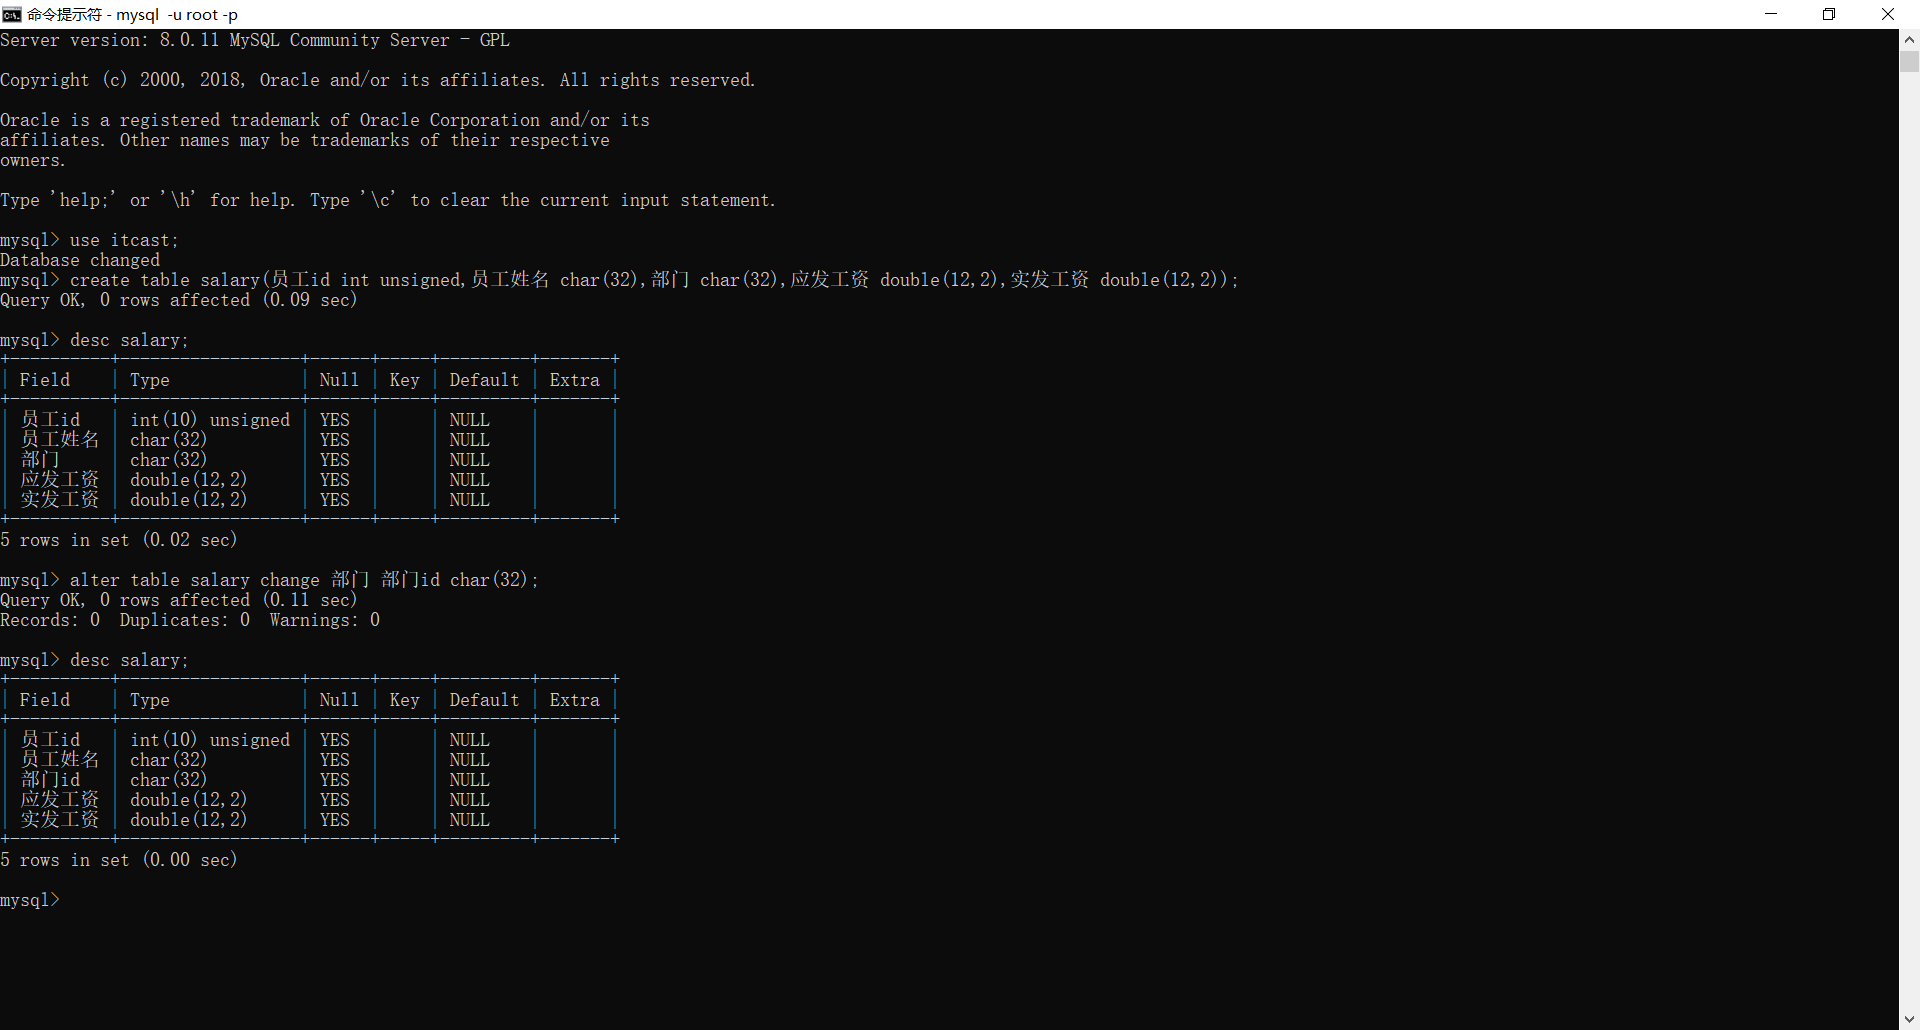 命令提示符 - mysql  -u root -p
Server version: 8.0.11 MySQL Community Server - GPL
Copyright (c) 2000, 2018, Oracle and/or its affiliates. All rights reserved.
Oracle is a registered trademark of Oracle Corporation and/or its
affiliates. Other names may be trademarks of their respective
owners.
Type 'help;' or '\h' for help. Type '\c' to clear the current input statement.
mysql> use itcast;
Database changed
mysql> create table salary(员工id int unsigned,员工姓名 char(32),部门 char(32),应发工资 double(12,2),实发工资 double(12,2));
Query OK, 0 rows affected (0.09 sec)
mysql> desc salary;
+----------+------------------+------+-----+---------+-------+
| Field    | Type             | Null | Key | Default | Extra |
+----------+------------------+------+-----+---------+-------+
| 员工id   | int(10) unsigned | YES  |     | NULL    |       |
| 员工姓名 | char(32)         | YES  |     | NULL    |       |
| 部门     | char(32)         | YES  |     | NULL    |       |
| 应发工资 | double(12,2)     | YES  |     | NULL    |       |
| 实发工资 | double(12,2)     | YES  |     | NULL    |       |
+----------+------------------+------+-----+---------+-------+
5 rows in set (0.02 sec)
mysql> alter table salary change 部门 部门id char(32);
Query OK, 0 rows affected (0.11 sec)
Records: 0  Duplicates: 0  Warnings: 0
mysql> desc salary;
+----------+------------------+------+-----+---------+-------+
| Field    | Type             | Null | Key | Default | Extra |
+----------+------------------+------+-----+---------+-------+
| 员工id   | int(10) unsigned | YES  |     | NULL    |       |
| 员工姓名 | char(32)         | YES  |     | NULL    |       |
| 部门id   | char(32)         | YES  |     | NULL    |       |
| 应发工资 | double(12,2)     | YES  |     | NULL    |       |
| 实发工资 | double(12,2)     | YES  |     | NULL    |       |
+----------+------------------+------+-----+---------+-------+
5 rows in set (0.00 sec)
mysql>